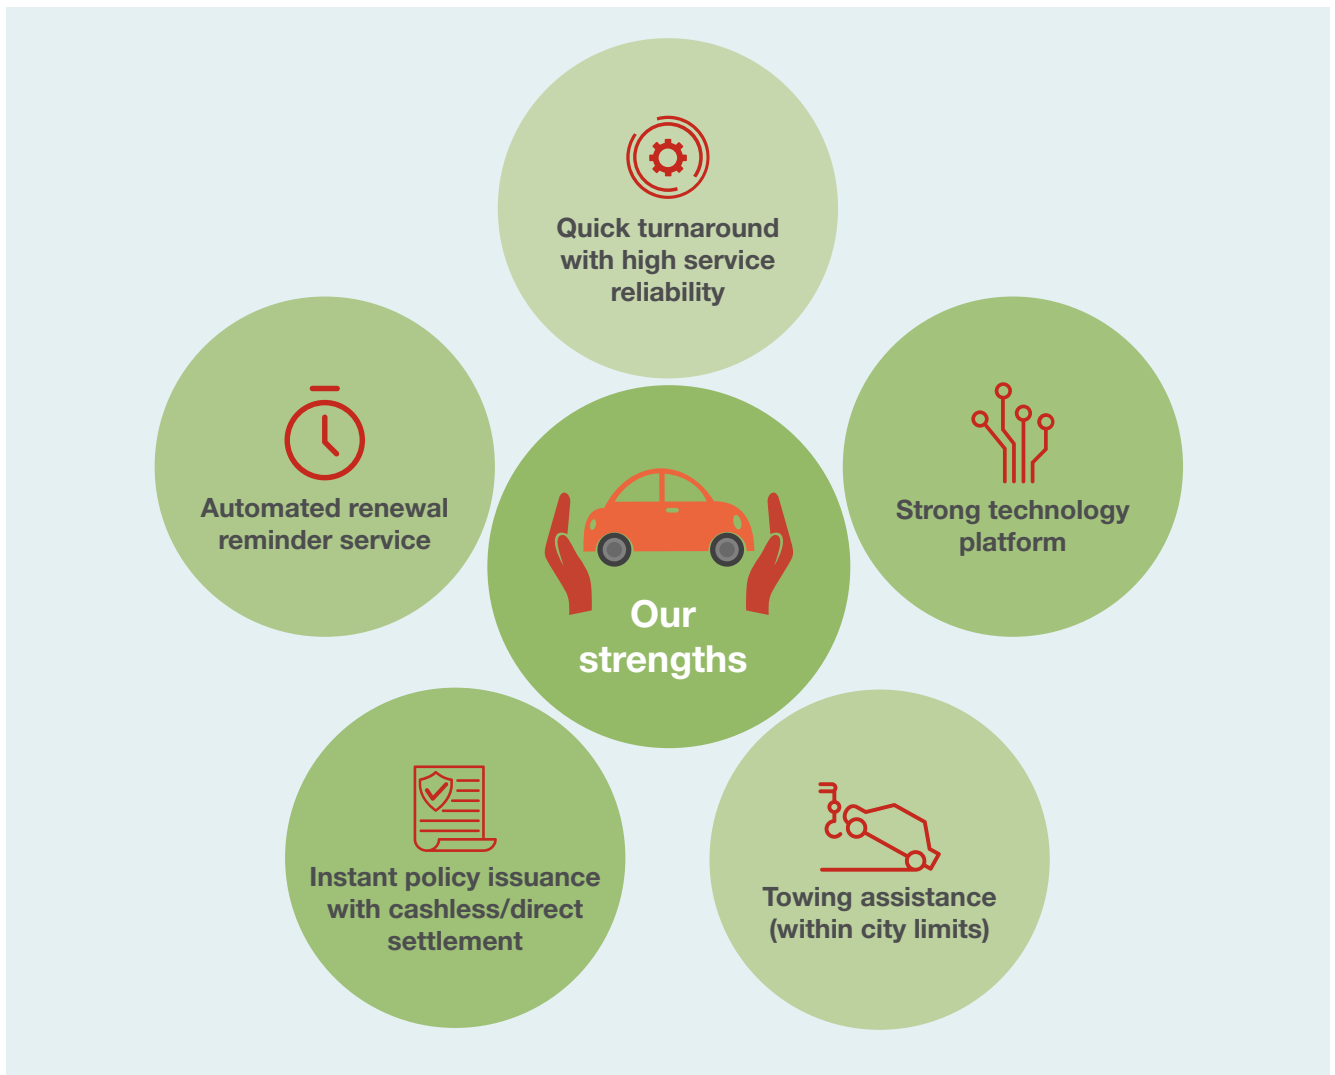 Quick turnaround
with high service
reliability
Automated renewal
reminder service
Strong technology
platform
Our
strengths
Instant policy issuance
with cashless/direct
settlement
Towing assistance
(within city limits)